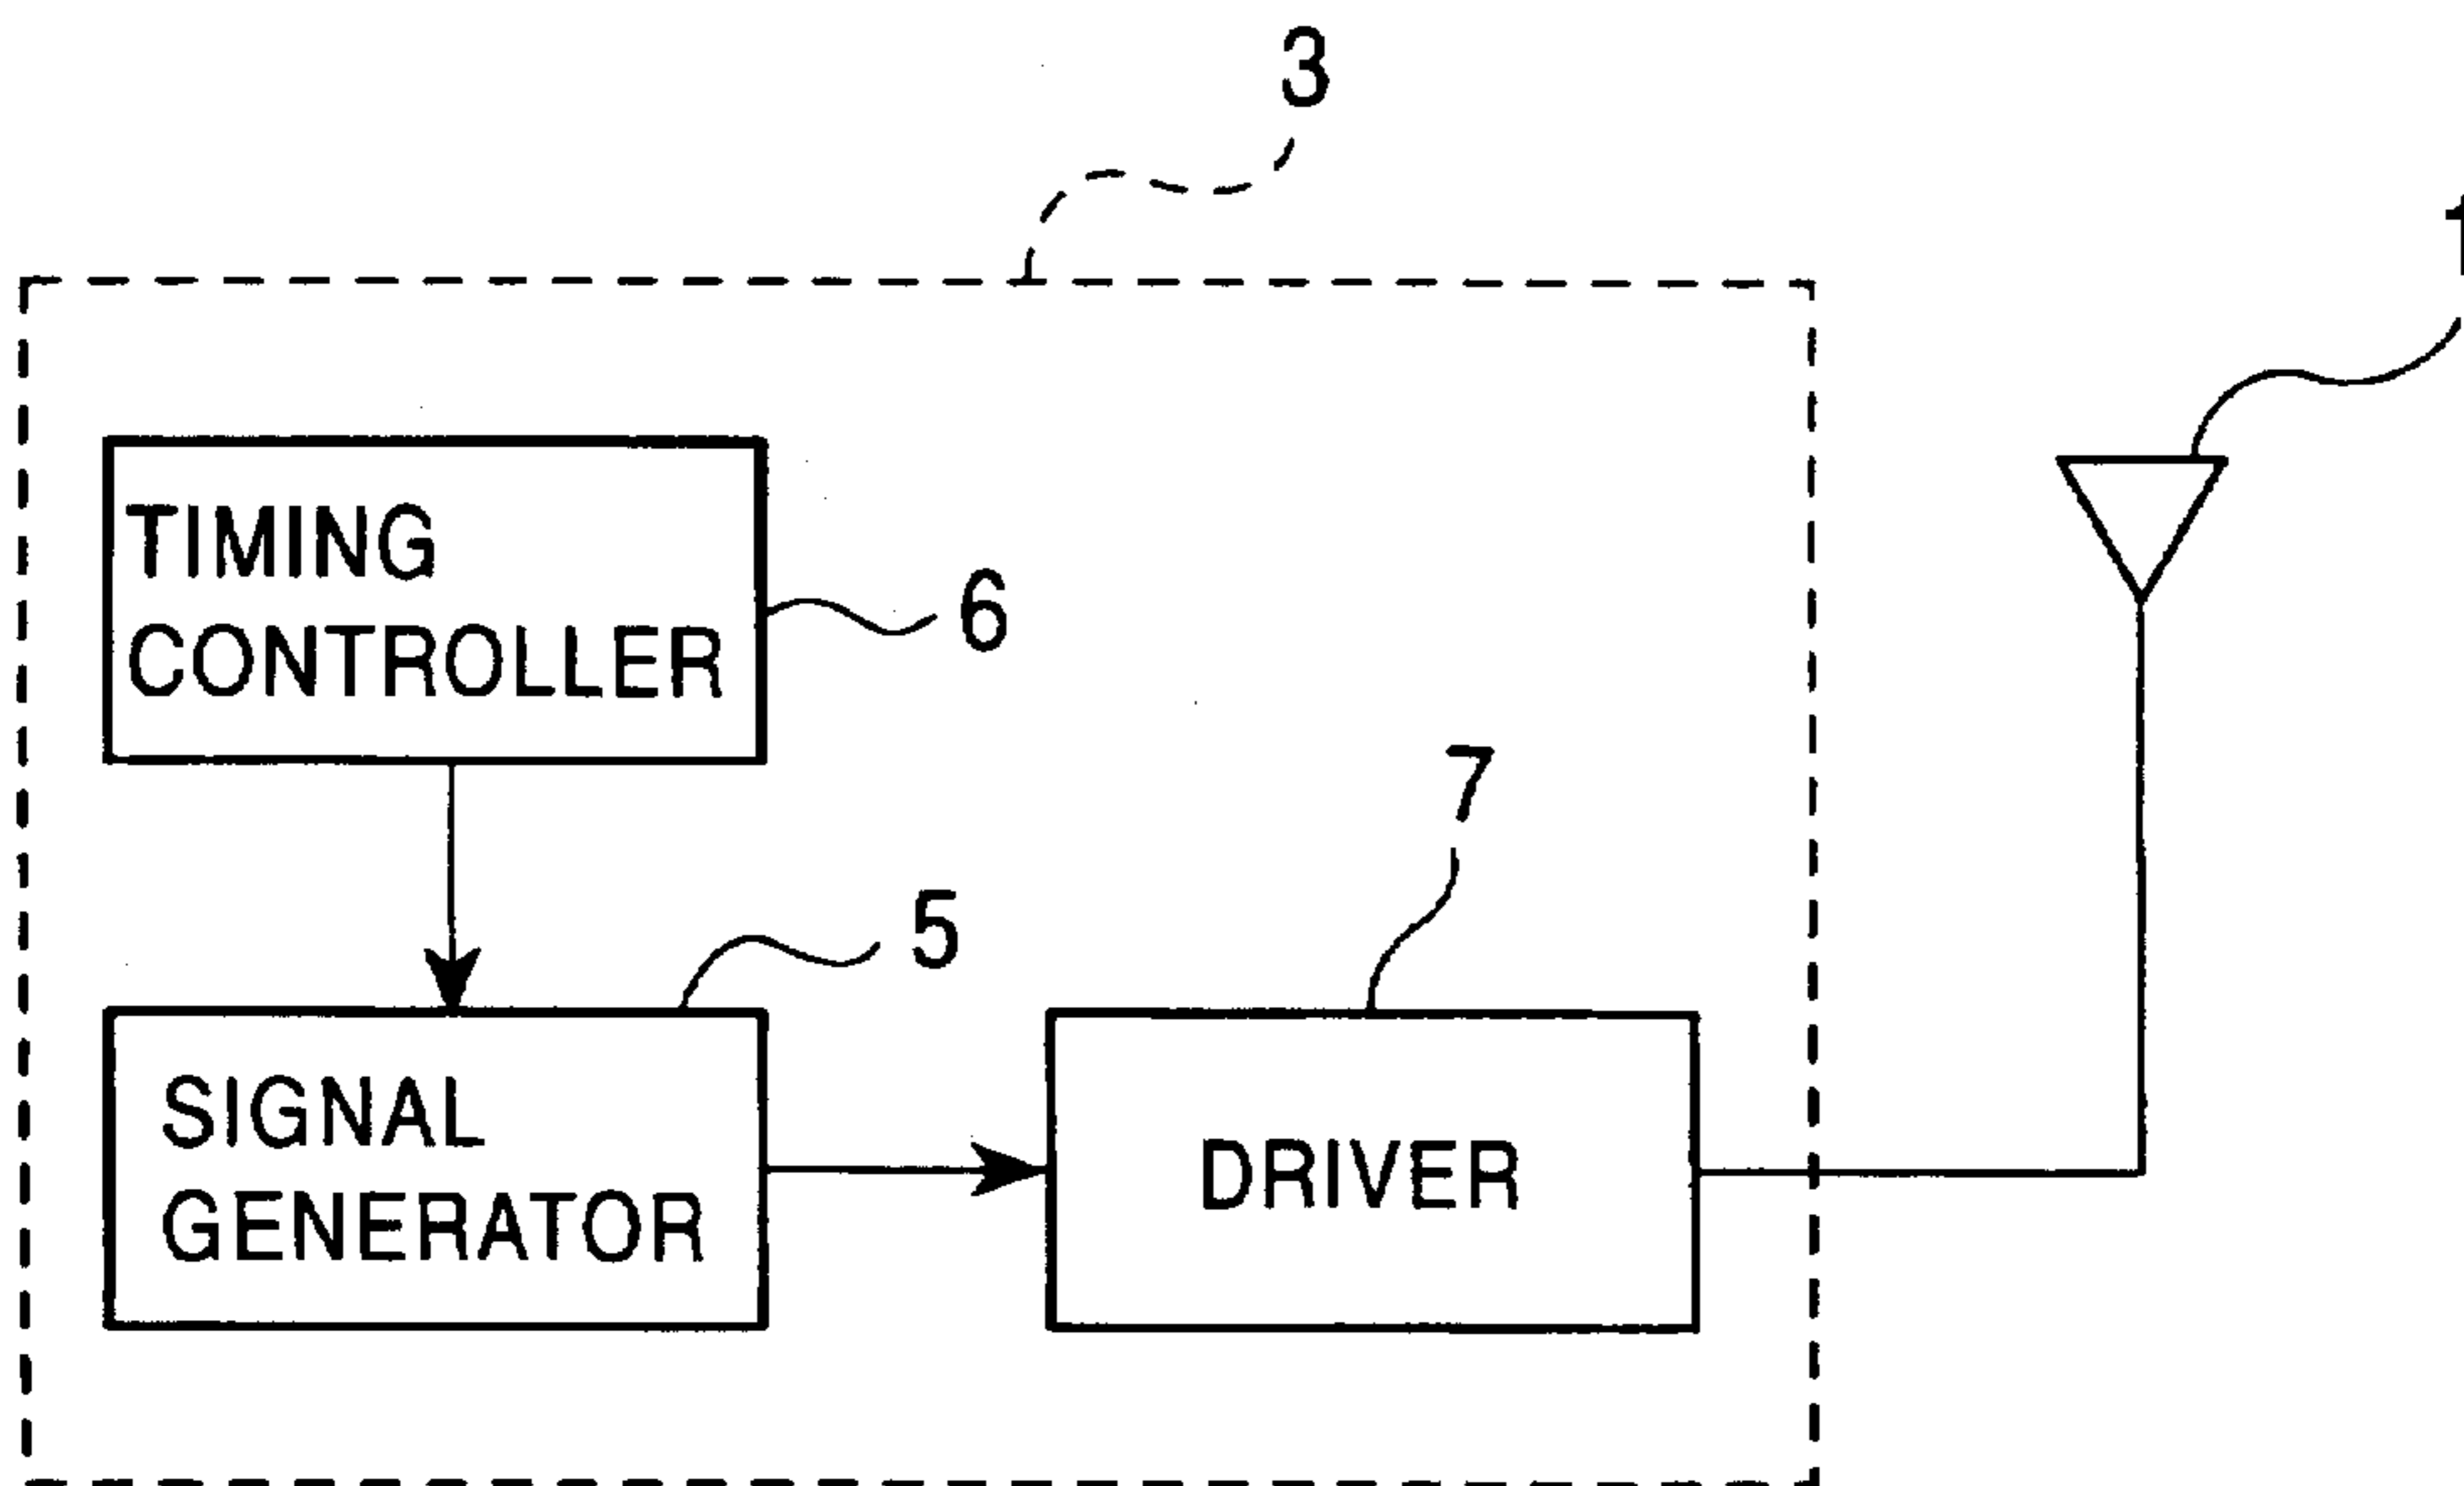 3
1
TIMING
CONTROLLER
6
7
5
SIGNAL
GENERATOR
DRIVER